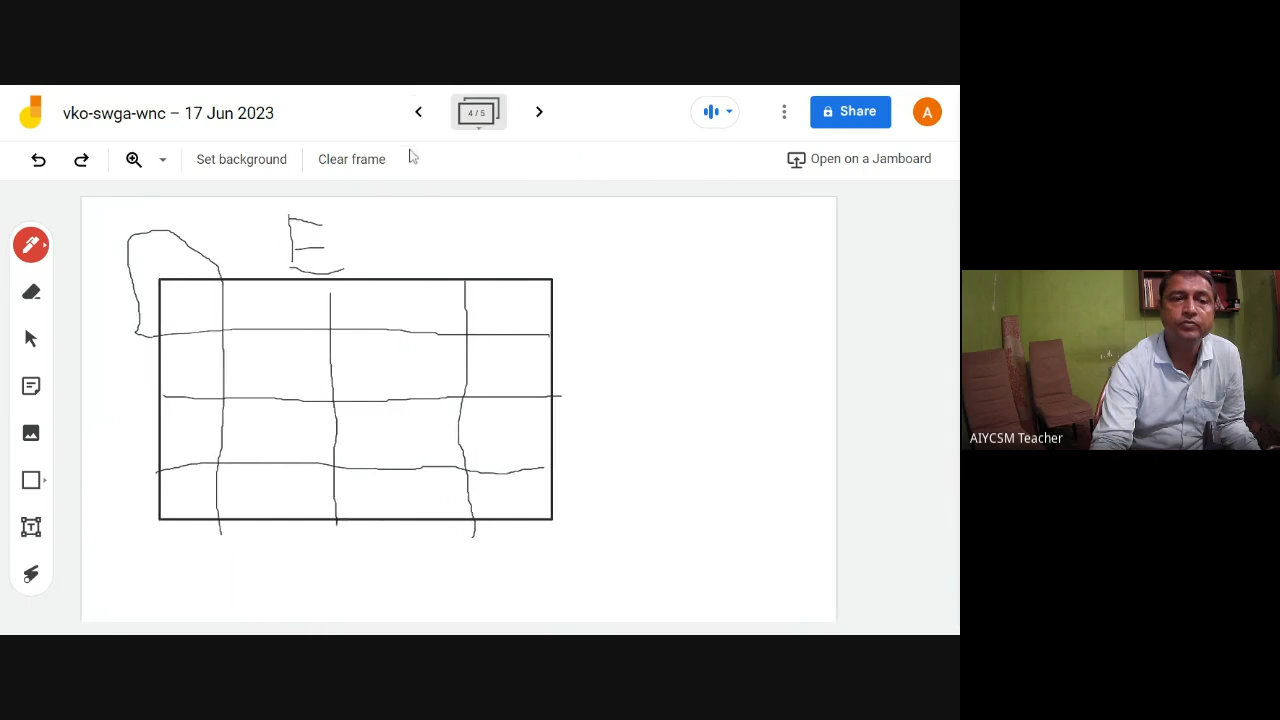 vko-swga-wnc – 17 Jun 2023
4 / 5
Share
A
Set background
Clear frame
Open on a Jamboard
E
T
AIYCSM Teacher